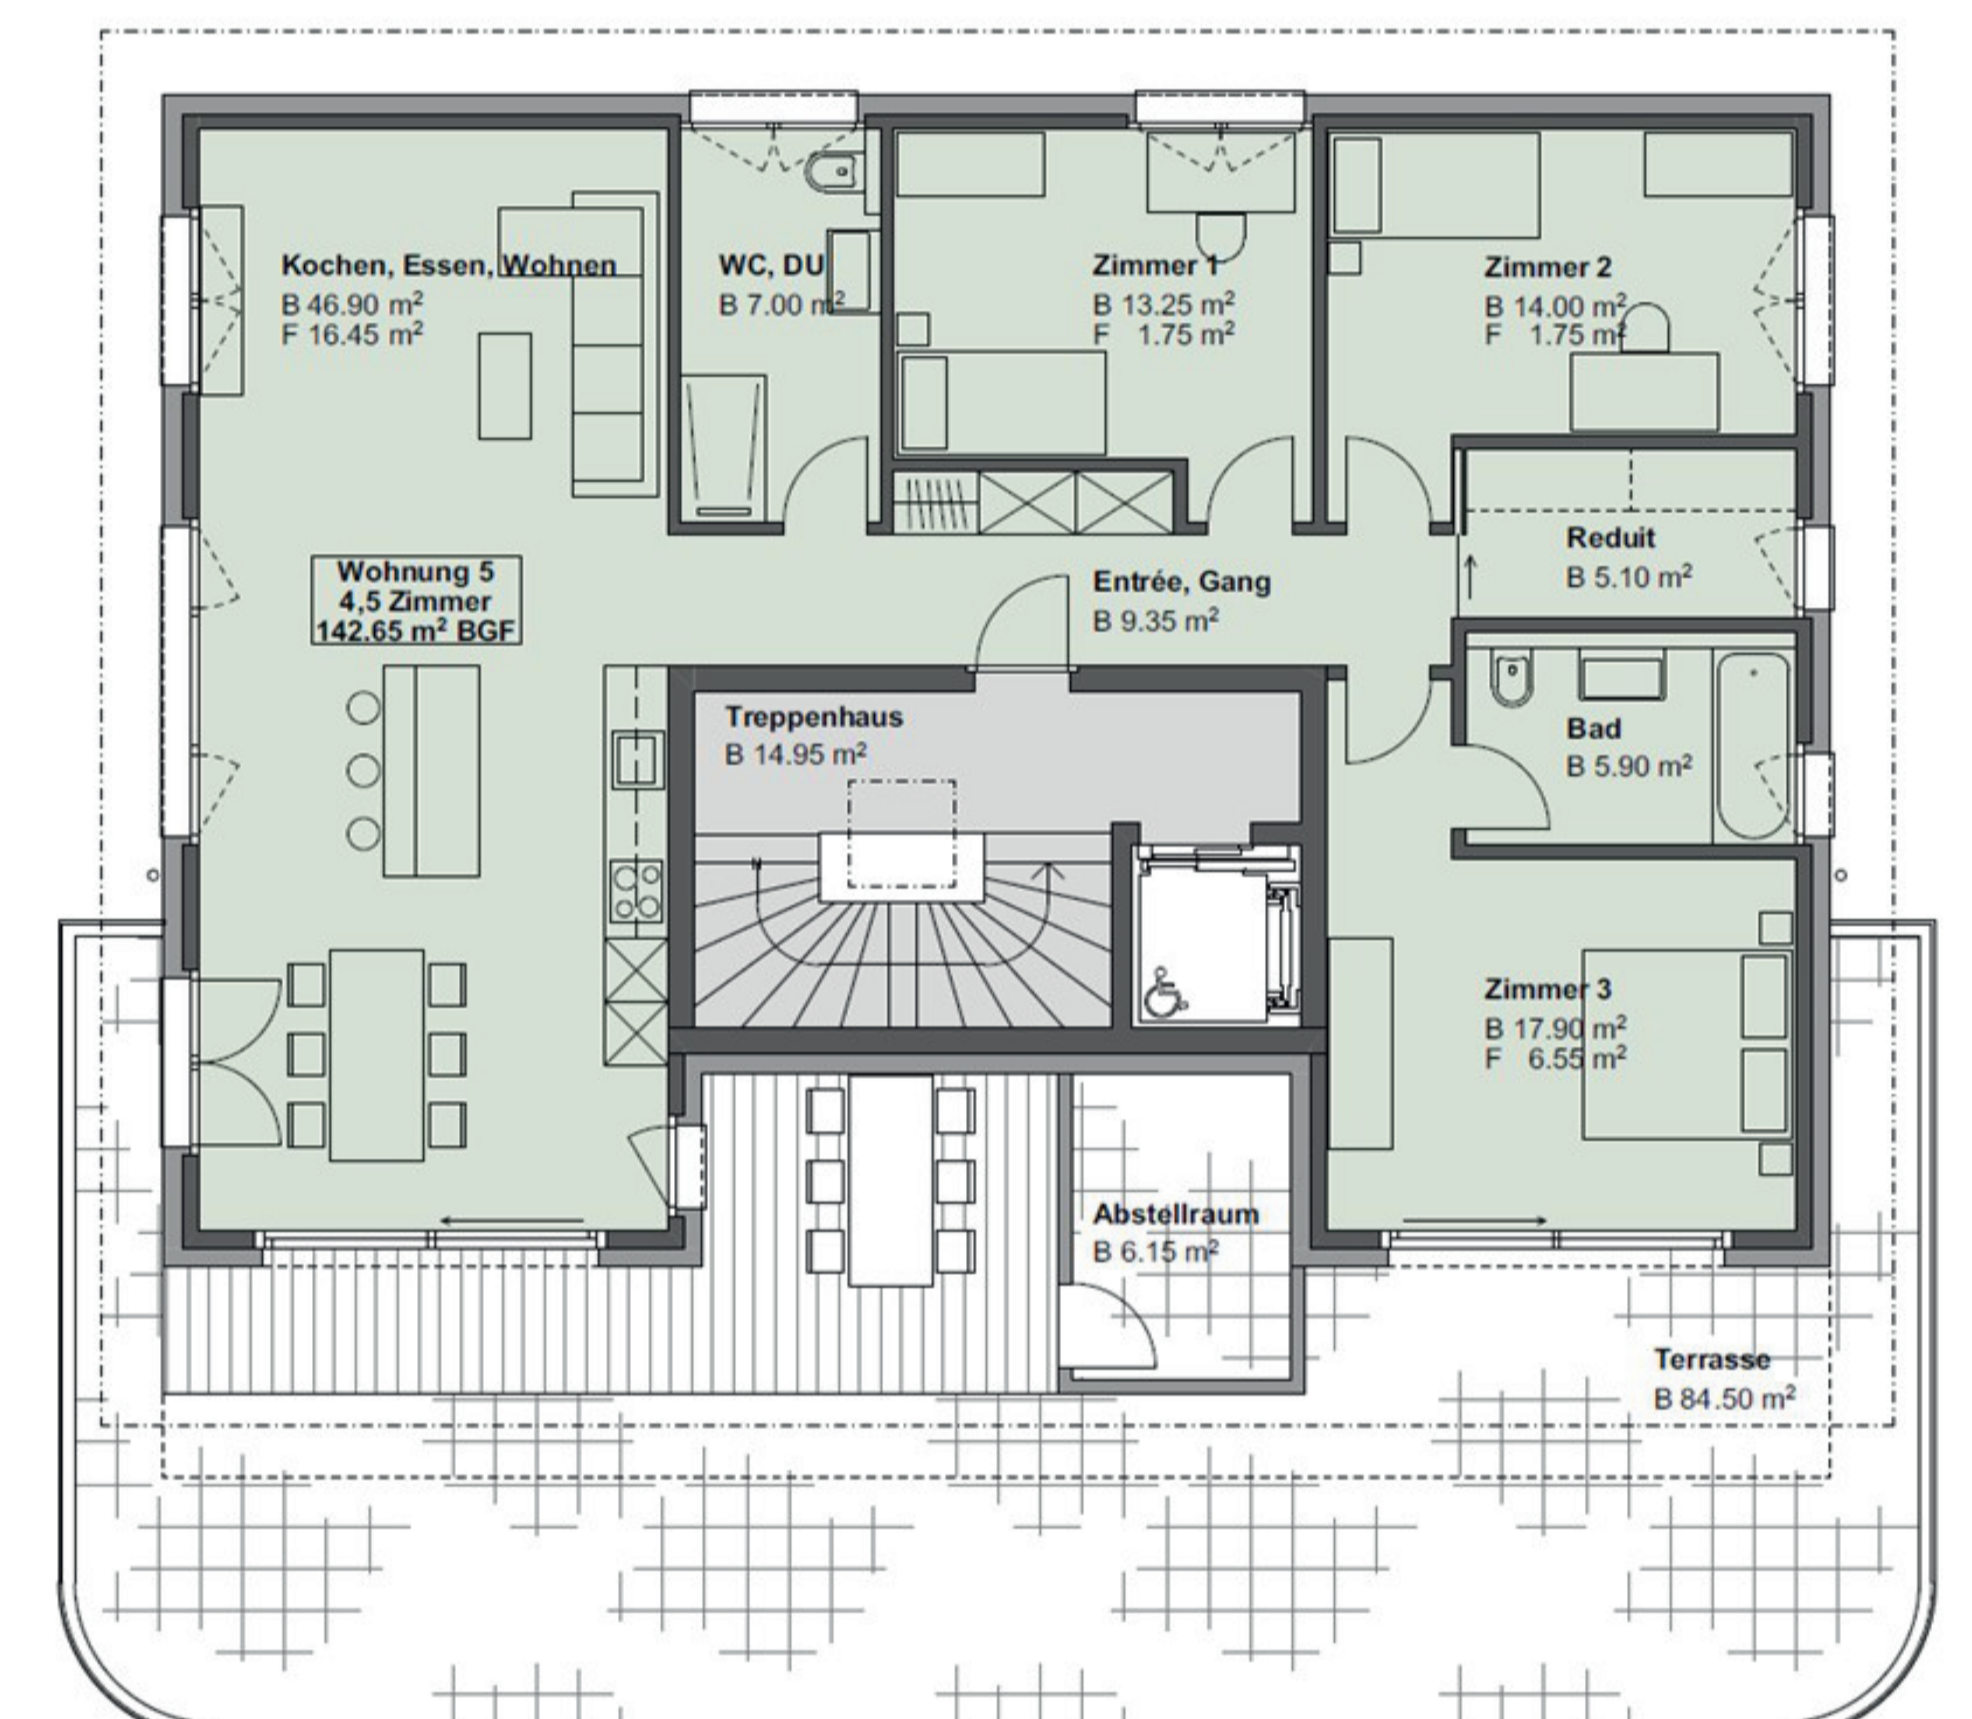 Kochen, Essen, Wohnen
B 46.90 m²
F 16.45 m²
WC, DU
B 7.00 m²
Zimmer 1
B 13.25 m²
F 1.75 m²
Zimmer 2
B 14.00 m²
F 1.75 m²
Wohnung 5
4,5 Zimmer
142.65 m² BGF
Entrée, Gang
B 9.35 m²
Reduit
B 5.10 m²
Treppenhaus
B 14.95 m²
Bad
B 5.90 m²
Zimmer 3
B 17.90 m²
F 6.55 m²
Abstellraum
B 6.15 m²
Terrasse
B 84.50 m²